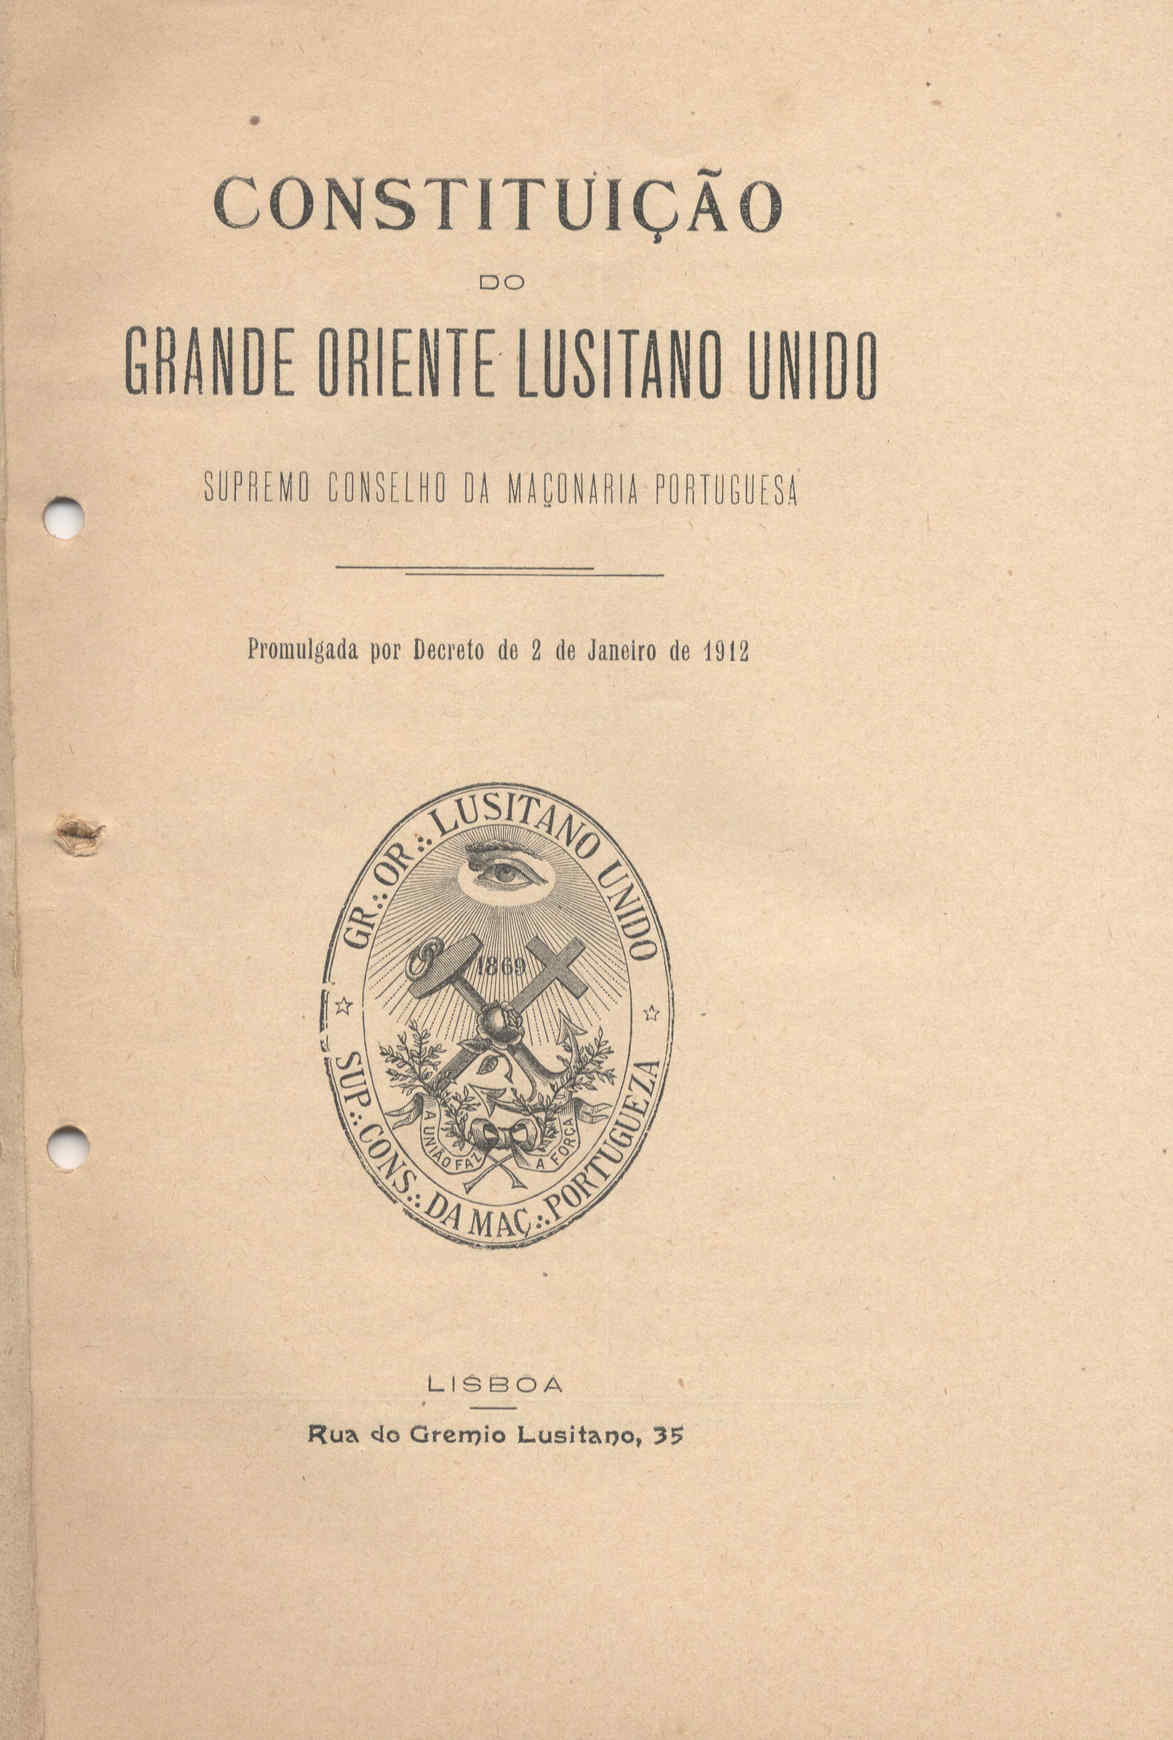 CONSTITUIÇÃO
DO
GRANDE ORIENTE LUSITANO UNIDO
SUPREMO CONSELHO DA MAÇONARIA PORTUGUESA
Promulgada por Decreto de 2 de Janeiro de 1912
GR∴ OR∴ LUSITANO UNIDO
1869
A UNIÃO FAZ A FORÇA
SUP∴ CONS∴ DA MAÇ∴ PORTUGUEZA
LISBOA
Rua do Gremio Lusitano, 35